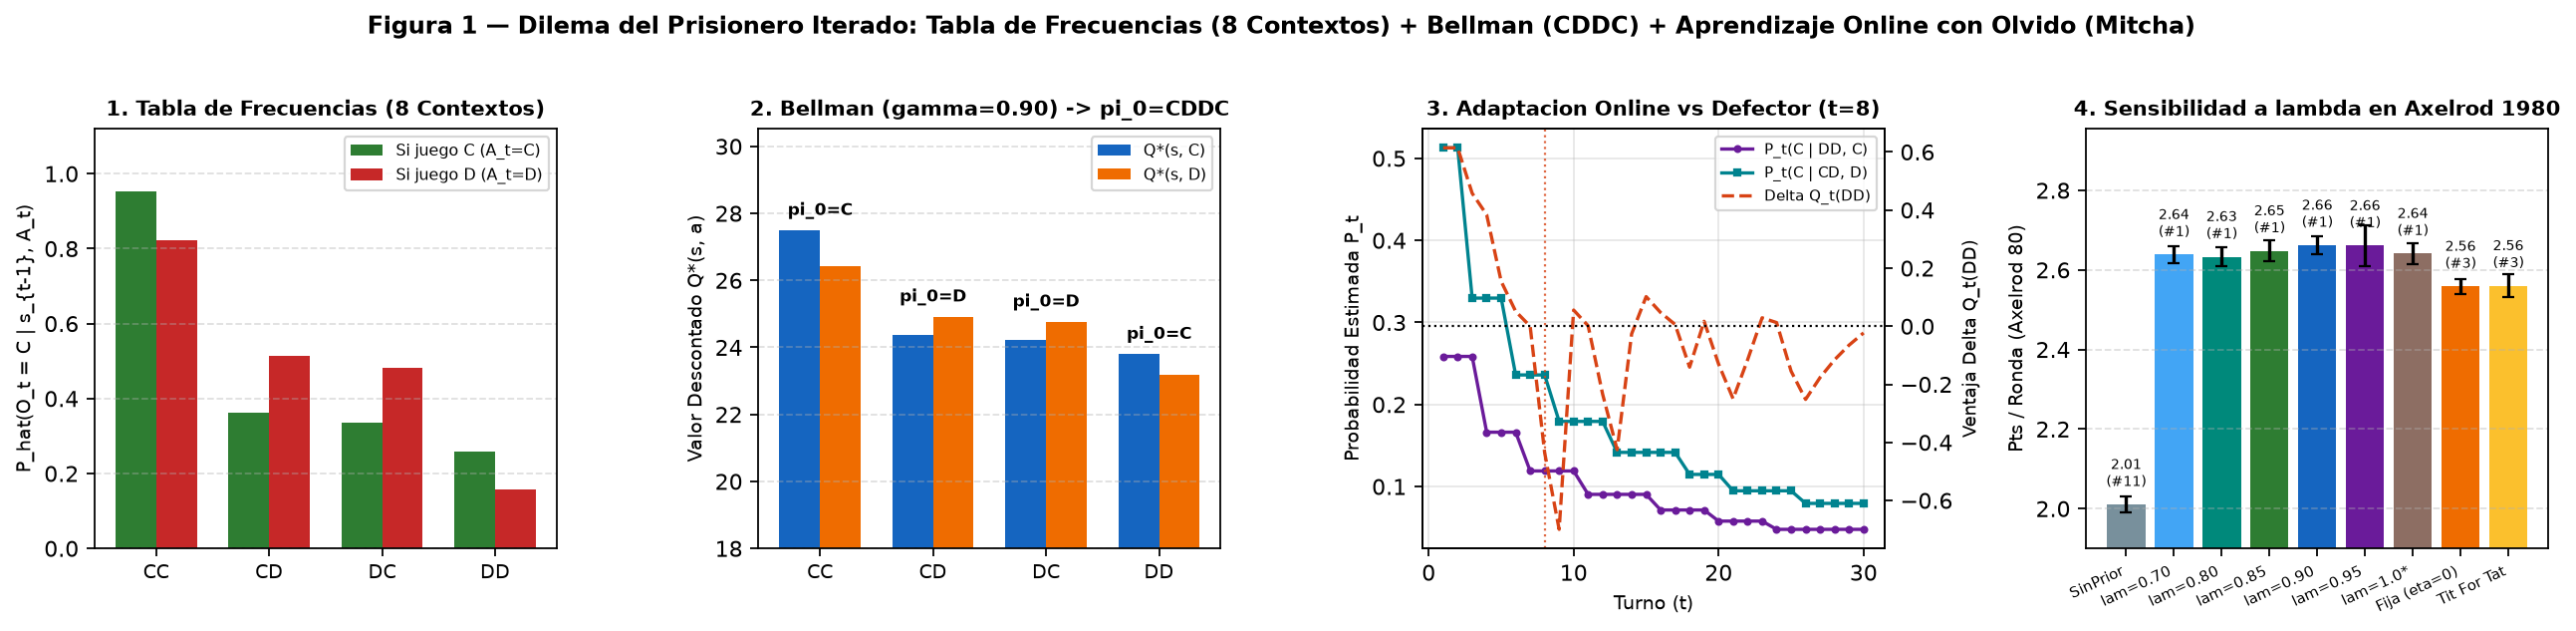 Figura 1 — Dilema del Prisionero Iterado: Tabla de Frecuencias (8 Contextos) + Bellman (CDDC) + Aprendizaje Online con Olvido (Mitcha)
1. Tabla de Frecuencias (8 Contextos)
P_hat(O_t = C | s_{t-1}, A_t)
1.0
0.8
0.6
0.4
0.2
0.0
Si juego C (A_t=C)
Si juego D (A_t=D)
CC
CD
DC
DD
2. Bellman (gamma=0.90) -> pi_0=CDDC
Valor Descontado Q*(s, a)
30
28
26
24
22
20
18
Q*(s, C)
Q*(s, D)
pi_0=C
pi_0=D
pi_0=D
pi_0=C
CC
CD
DC
DD
3. Adaptacion Online vs Defector (t=8)
Probabilidad Estimada P_t
0.5
0.4
0.3
0.2
0.1
P_t(C | DD, C)
P_t(C | CD, D)
Delta Q_t(DD)
0.6
0.4
0.2
0.0
−0.2
−0.4
−0.6
Ventaja Delta Q_t(DD)
0
10
20
30
Turno (t)
4. Sensibilidad a lambda en Axelrod 1980
Pts / Ronda (Axelrod 80)
2.8
2.6
2.4
2.2
2.0
2.01
(#11)
2.64
(#1)
2.63
(#1)
2.65
(#1)
2.66
(#1)
2.66
(#1)
2.64
(#1)
2.56
(#3)
2.56
(#3)
SinPrior
lam=0.70
lam=0.80
lam=0.85
lam=0.90
lam=0.95
lam=1.0*
Fija (eta=0)
Tit For Tat